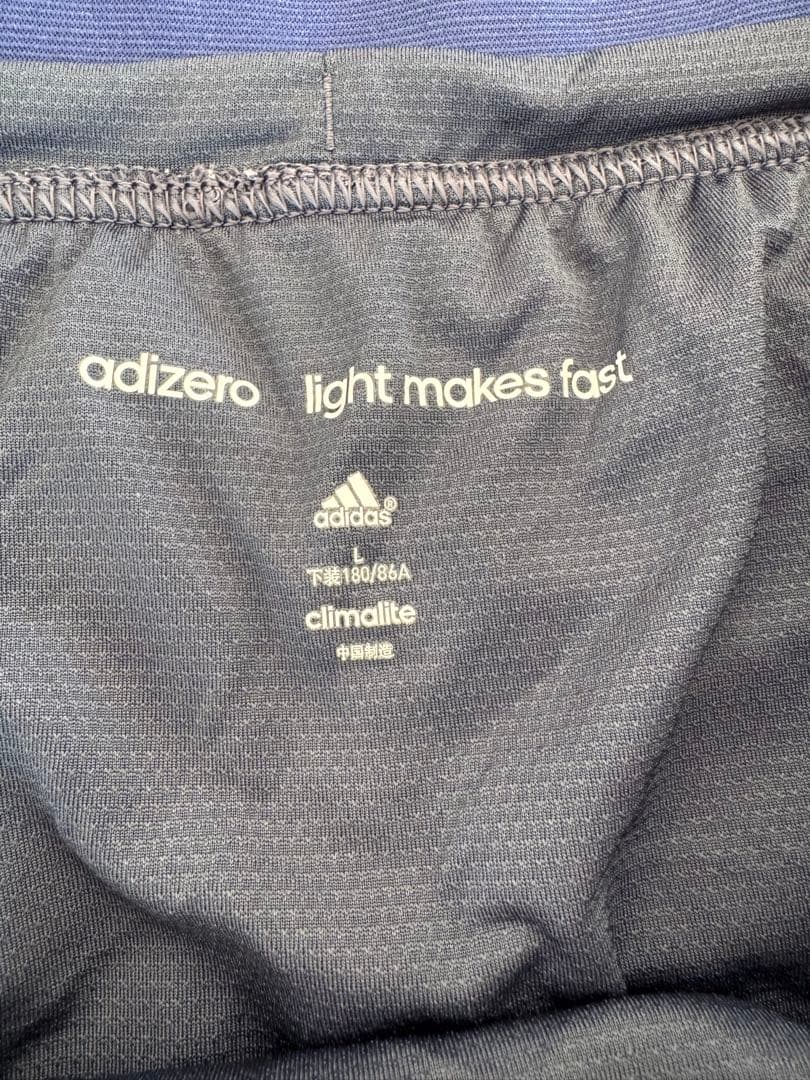 adizero light makes fast
adidas®
L
下装180/86A
climalite
中国制造